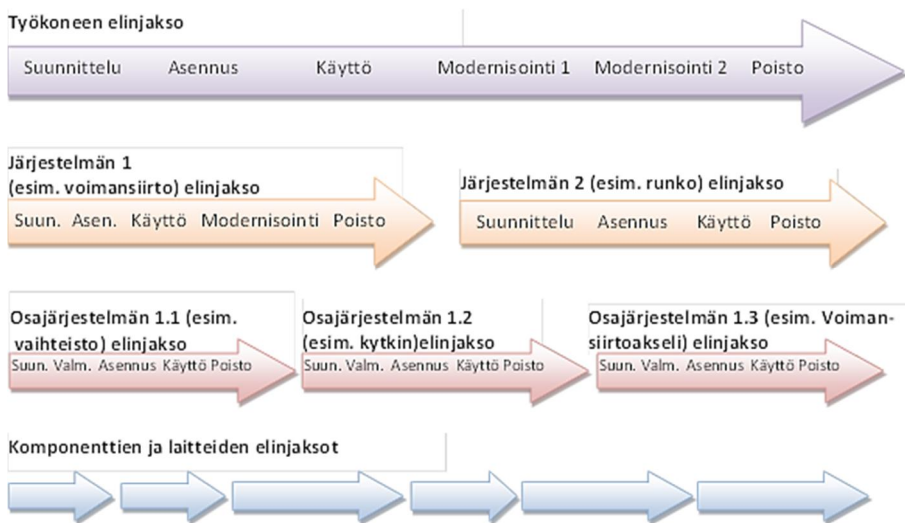 Työkoneen elinjakso
Suunnittelu Asennus Käyttö Modernisointi 1 Modernisointi 2 Poisto
Järjestelmän 1
(esim. voimansiirto) elinjakso
Suun. Asen. Käyttö Modernisointi Poisto
Järjestelmän 2 (esim. runko) elinjakso
Suunnittelu Asennus Käyttö Poisto
Osajärjestelmän 1.1 (esim.
vaihteisto) elinjakso
Suun. Valm. Asennus Käyttö Poisto
Osajärjestelmän 1.2
(esim. kytkin)elinjakso
Suun. Valm. Asennus Käyttö Poisto
Osajärjestelmän 1.3 (esim. Voiman-
siirtoakseli) elinjakso
Suun. Valm. Asennus Käyttö Poisto
Komponenttien ja laitteiden elinjaksot